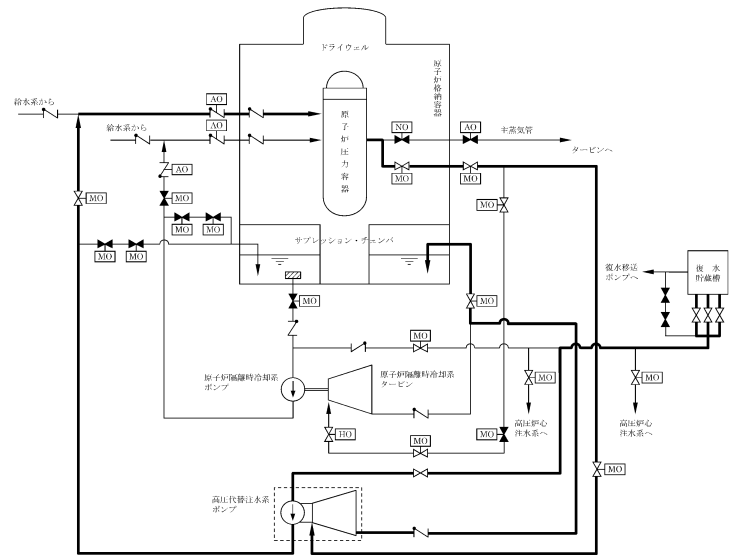 ドライウェル
原子炉格納容器
給水系から
AO
AO
給水系から
原子炉圧力容器
NO
AO
主蒸気管
タービンへ
MO
MO
AO
MO
MO
MO
MO
MO
MO
MO
サプレッション・チェンバ
復水移送
ポンプへ
復水
貯蔵槽
MO
MO
MO
原子炉隔離時冷却系
ポンプ
原子炉隔離時冷却系
タービン
MO
MO
高圧炉心
注水系へ
高圧炉心
注水系へ
HO
MO
MO
MO
高圧代替注水系
ポンプ